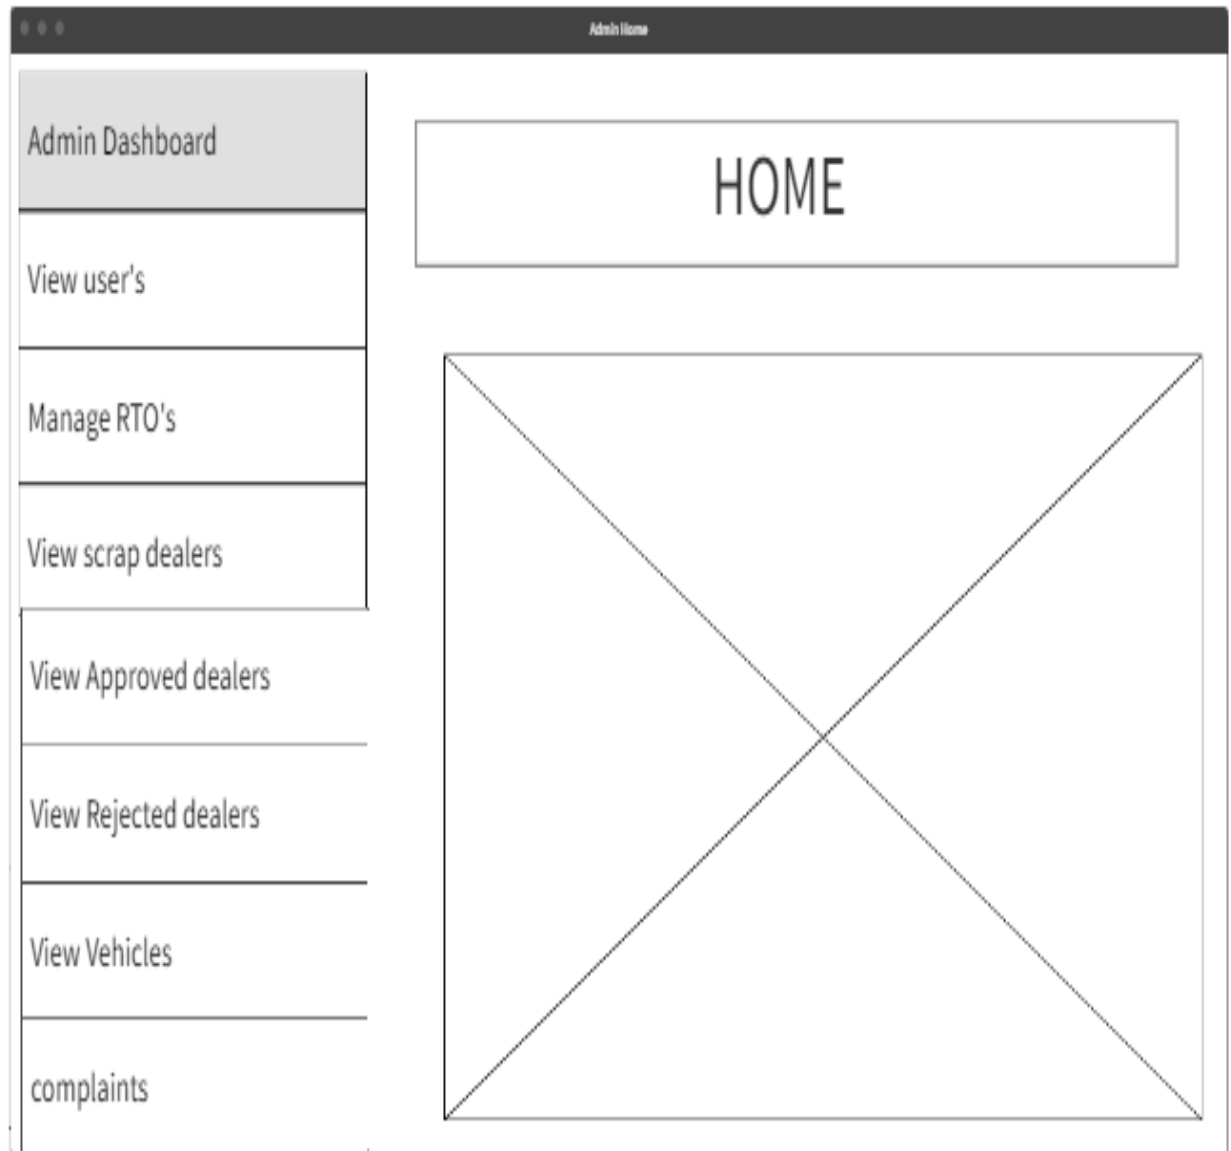 Admin Home
Admin Dashboard
HOME
View user's
Manage RTO's
View scrap dealers
View Approved dealers
View Rejected dealers
View Vehicles
complaints